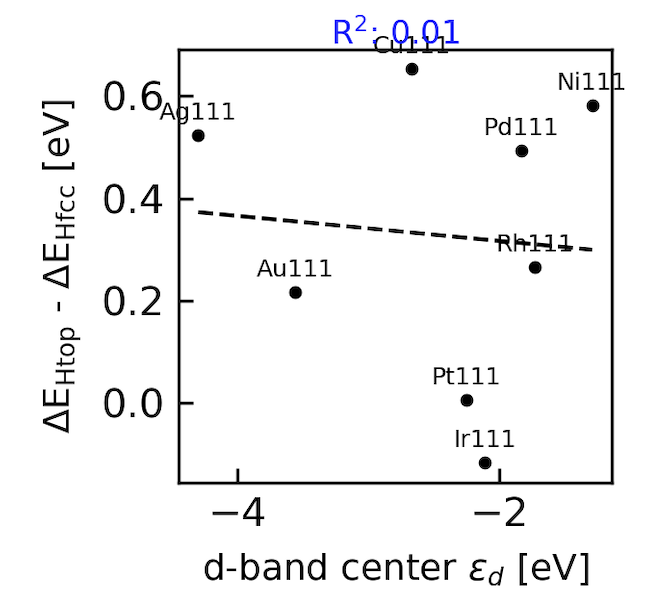 R²: 0.01
Cu111
Ni111
Ag111
Pd111
Rh111
Au111
Pt111
Ir111
0.6
0.4
0.2
0.0
−4
−2
ΔE_Htop - ΔE_Hfcc [eV]
d-band center ε_d [eV]